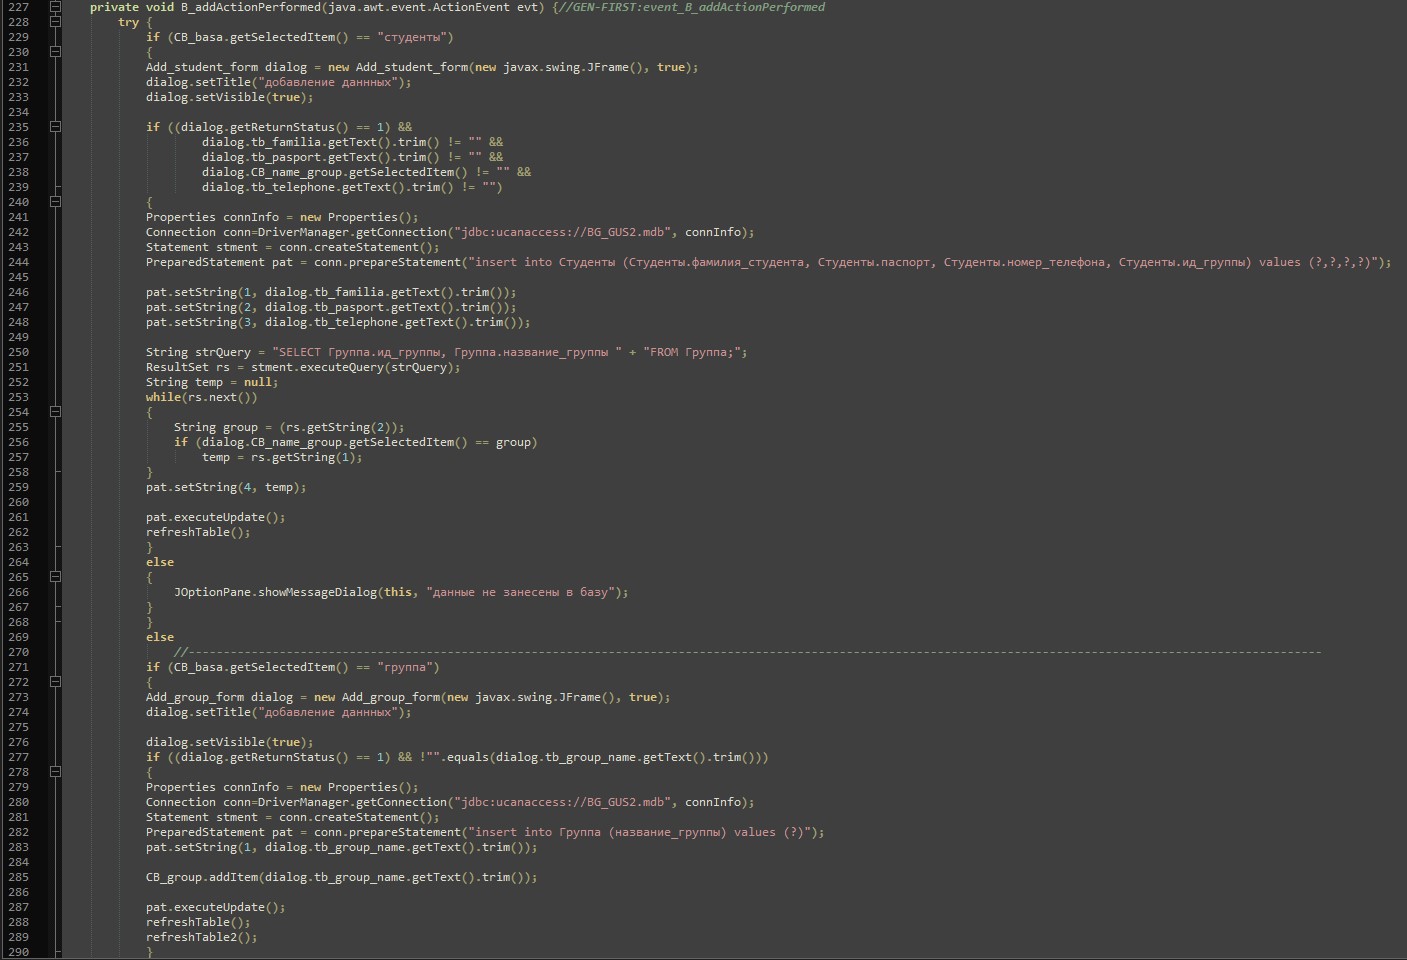 227 private void B_addActionPerformed(java.awt.event.ActionEvent evt) {//GEN-FIRST:event_B_addActionPerformed
228 try {
229 if (CB_basa.getSelectedItem() == "студенты")
230 {
231 Add_student_form dialog = new Add_student_form(new javax.swing.JFrame(), true);
232 dialog.setTitle("добавление даннных");
233 dialog.setVisible(true);
234
235 if ((dialog.getReturnStatus() == 1) &&
236 dialog.tb_familia.getText().trim() != "" &&
237 dialog.tb_pasport.getText().trim() != "" &&
238 dialog.CB_name_group.getSelectedItem() != "" &&
239 dialog.tb_telephone.getText().trim() != "")
240 {
241 Properties connInfo = new Properties();
242 Connection conn=DriverManager.getConnection("jdbc:ucanaccess://BG_GUS2.mdb", connInfo);
243 Statement stment = conn.createStatement();
244 PreparedStatement pat = conn.prepareStatement("insert into Студенты (Студенты.фамилия_студента, Студенты.паспорт, Студенты.номер_телефона, Студенты.ид_группы) values (?,?,?,?)");
245
246 pat.setString(1, dialog.tb_familia.getText().trim());
247 pat.setString(2, dialog.tb_pasport.getText().trim());
248 pat.setString(3, dialog.tb_telephone.getText().trim());
249
250 String strQuery = "SELECT Группа.ид_группы, Группа.название_группы " + "FROM Группа;";
251 ResultSet rs = stment.executeQuery(strQuery);
252 String temp = null;
253 while(rs.next())
254 {
255 String group = (rs.getString(2));
256 if (dialog.CB_name_group.getSelectedItem() == group)
257 temp = rs.getString(1);
258 }
259 pat.setString(4, temp);
260
261 pat.executeUpdate();
262 refreshTable();
263 }
264 else
265 {
266 JOptionPane.showMessageDialog(this, "данные не занесены в базу");
267 }
268 }
269 else
270 //------------------------------------------------------------------------------------------------------------------------------------------------------------------
271 if (CB_basa.getSelectedItem() == "группа")
272 {
273 Add_group_form dialog = new Add_group_form(new javax.swing.JFrame(), true);
274 dialog.setTitle("добавление даннных");
275
276 dialog.setVisible(true);
277 if ((dialog.getReturnStatus() == 1) && !"".equals(dialog.tb_group_name.getText().trim()))
278 {
279 Properties connInfo = new Properties();
280 Connection conn=DriverManager.getConnection("jdbc:ucanaccess://BG_GUS2.mdb", connInfo);
281 Statement stment = conn.createStatement();
282 PreparedStatement pat = conn.prepareStatement("insert into Группа (название_группы) values (?)");
283 pat.setString(1, dialog.tb_group_name.getText().trim());
284
285 CB_group.addItem(dialog.tb_group_name.getText().trim());
286
287 pat.executeUpdate();
288 refreshTable();
289 refreshTable2();
290 }